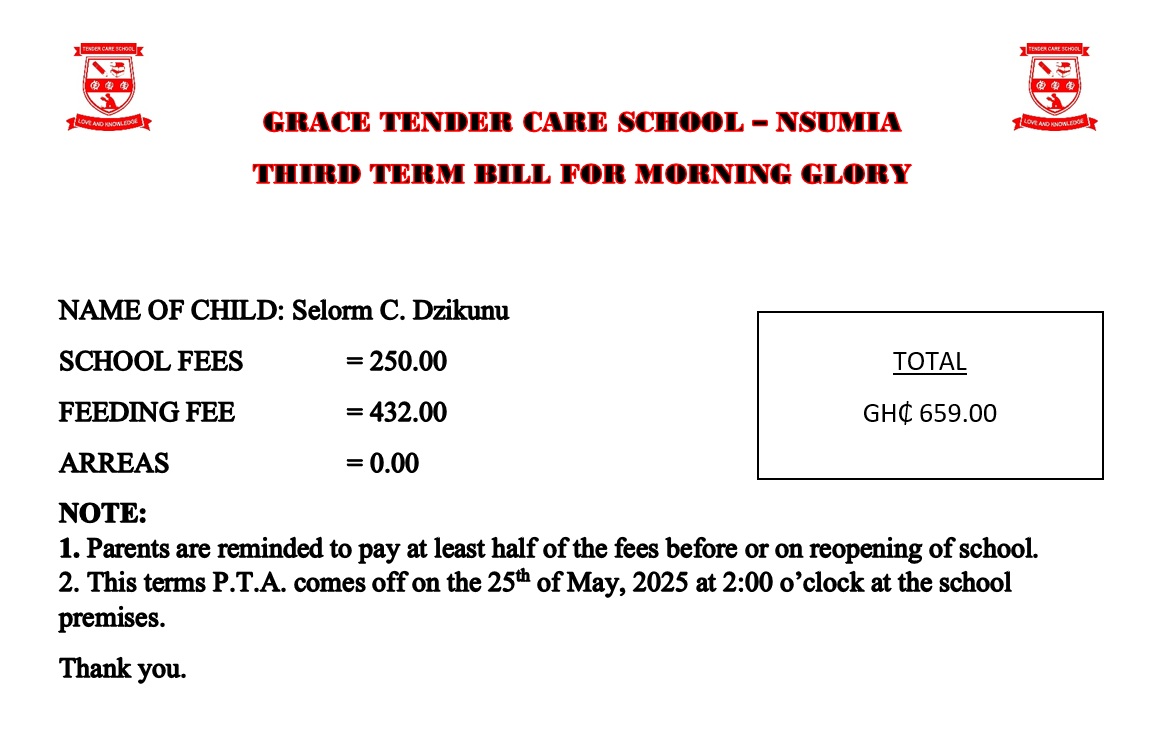 TENDER CARE SCHOOL
LOVE AND KNOWLEDGE
TENDER CARE SCHOOL
LOVE AND KNOWLEDGE
GRACE TENDER CARE SCHOOL – NSUMIA
THIRD TERM BILL FOR MORNING GLORY
NAME OF CHILD: Selorm C. Dzikunu
SCHOOL FEES = 250.00
FEEDING FEE = 432.00
ARREAS = 0.00
TOTAL
GH₵ 659.00
NOTE:
1. Parents are reminded to pay at least half of the fees before or on reopening of school.
2. This terms P.T.A. comes off on the 25th of May, 2025 at 2:00 o’clock at the school
premises.
Thank you.